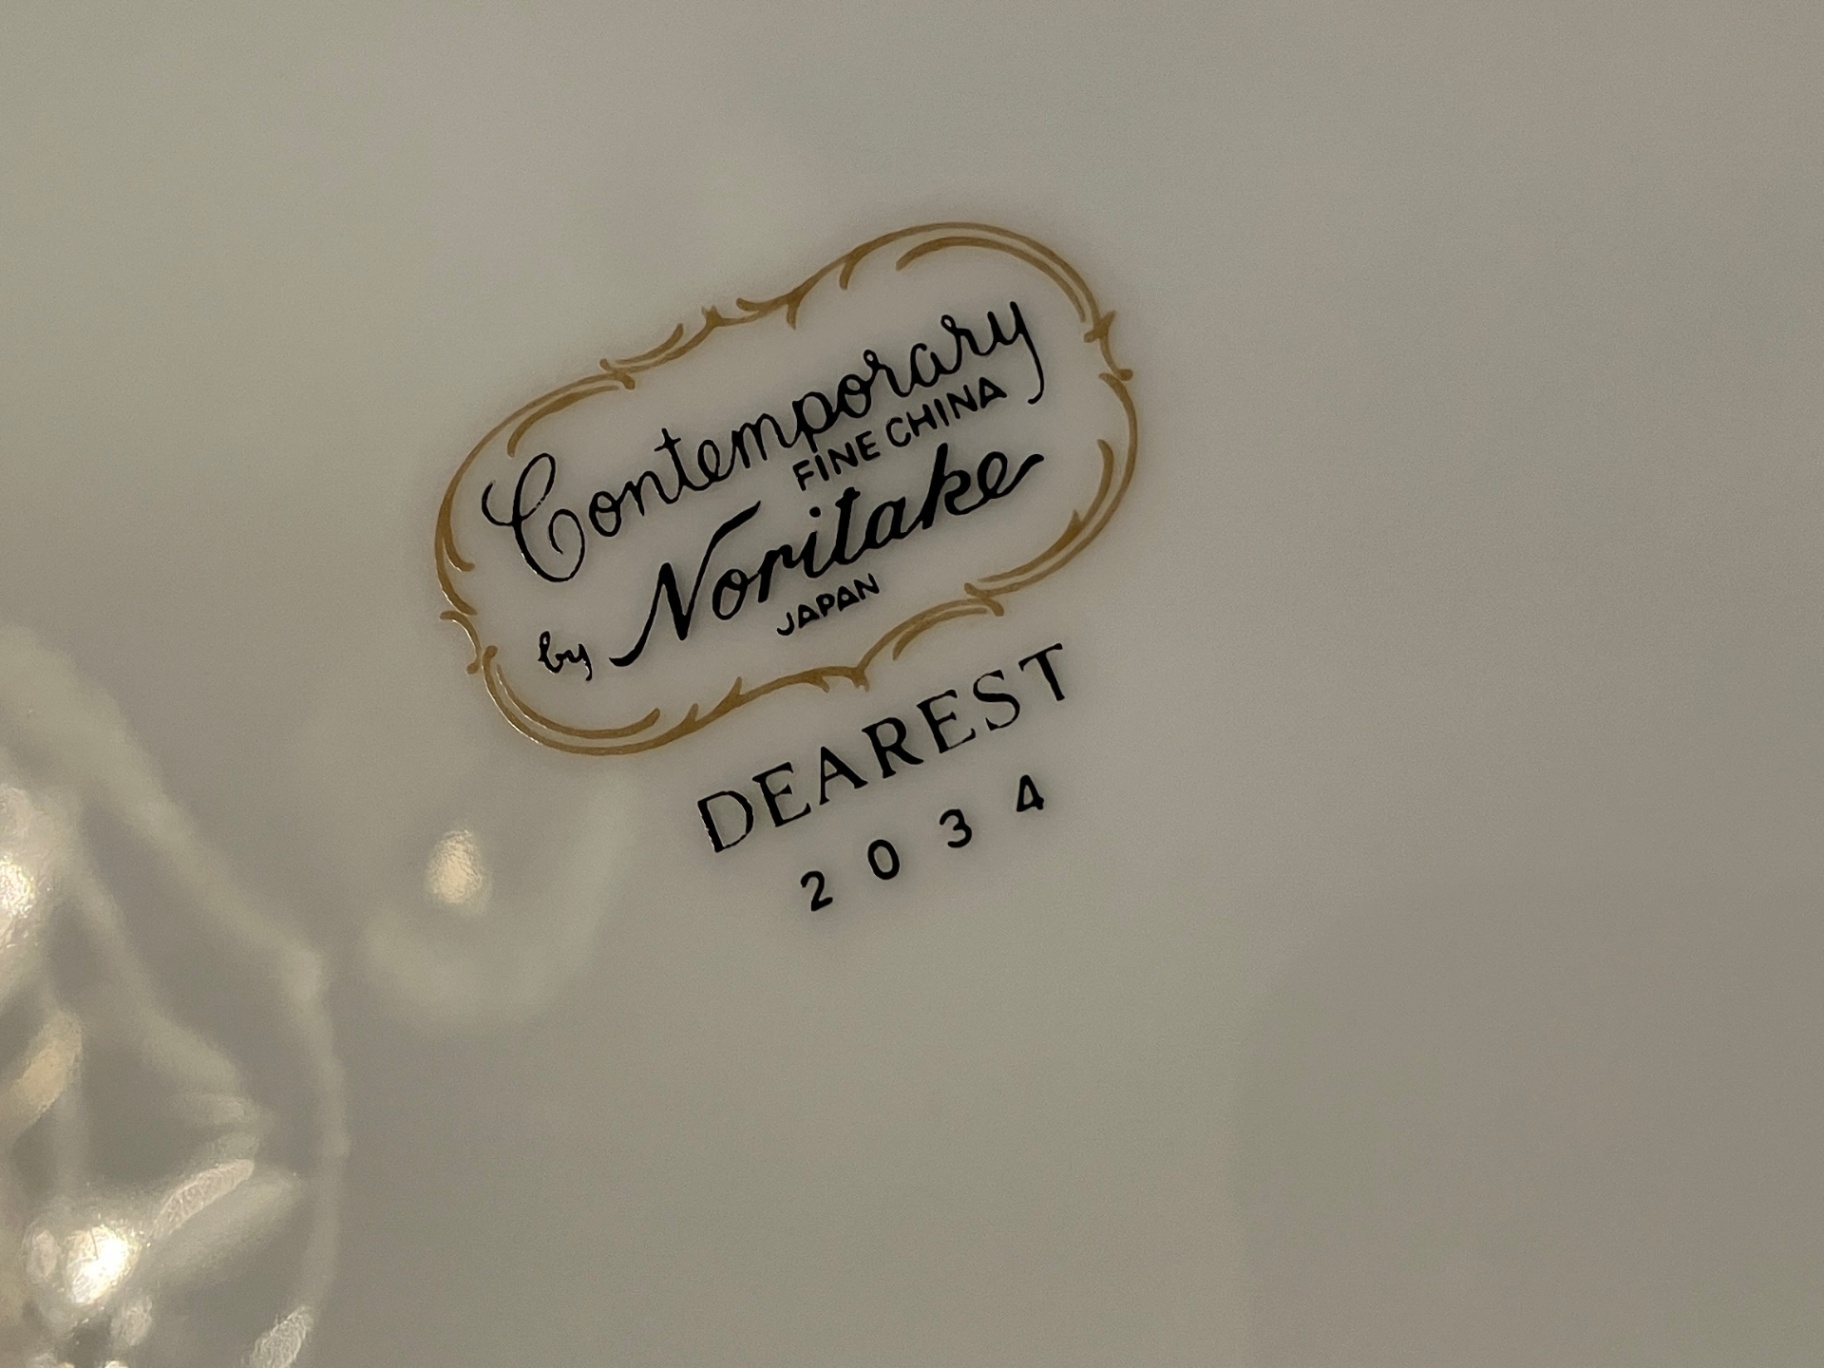 Contemporary
FINE CHINA
by Noritake
JAPAN
DEAREST
2034